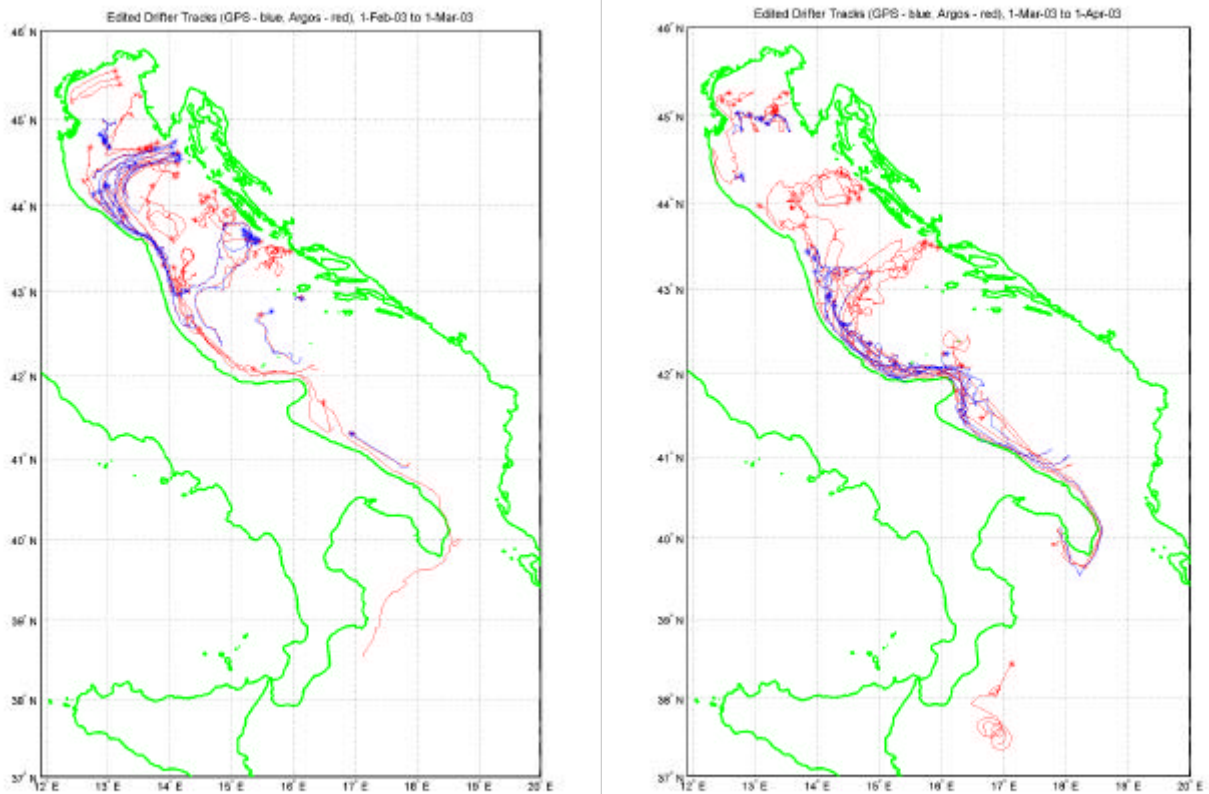 Edited Drifter Tracks (GPS - blue, Argos - red), 1-Feb-03 to 1-Mar-03
46° N
45° N
44° N
43° N
42° N
41° N
40° N
39° N
38° N
37° N
12° E 13° E 14° E 15° E 16° E 17° E 18° E 19° E 20° E
Edited Drifter Tracks (GPS - blue, Argos - red), 1-Mar-03 to 1-Apr-03
46° N
45° N
44° N
43° N
42° N
41° N
40° N
39° N
38° N
37° N
12° E 13° E 14° E 15° E 16° E 17° E 18° E 19° E 20° E